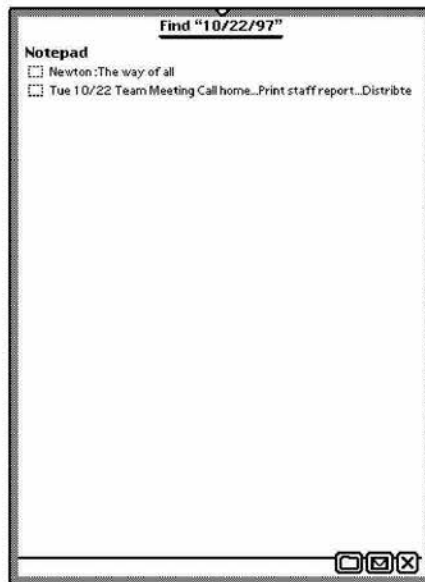 Find “10/22/97”
Notepad
Newton :The way of all
Tue 10/22 Team Meeting Call home...Print staff report...Distribte